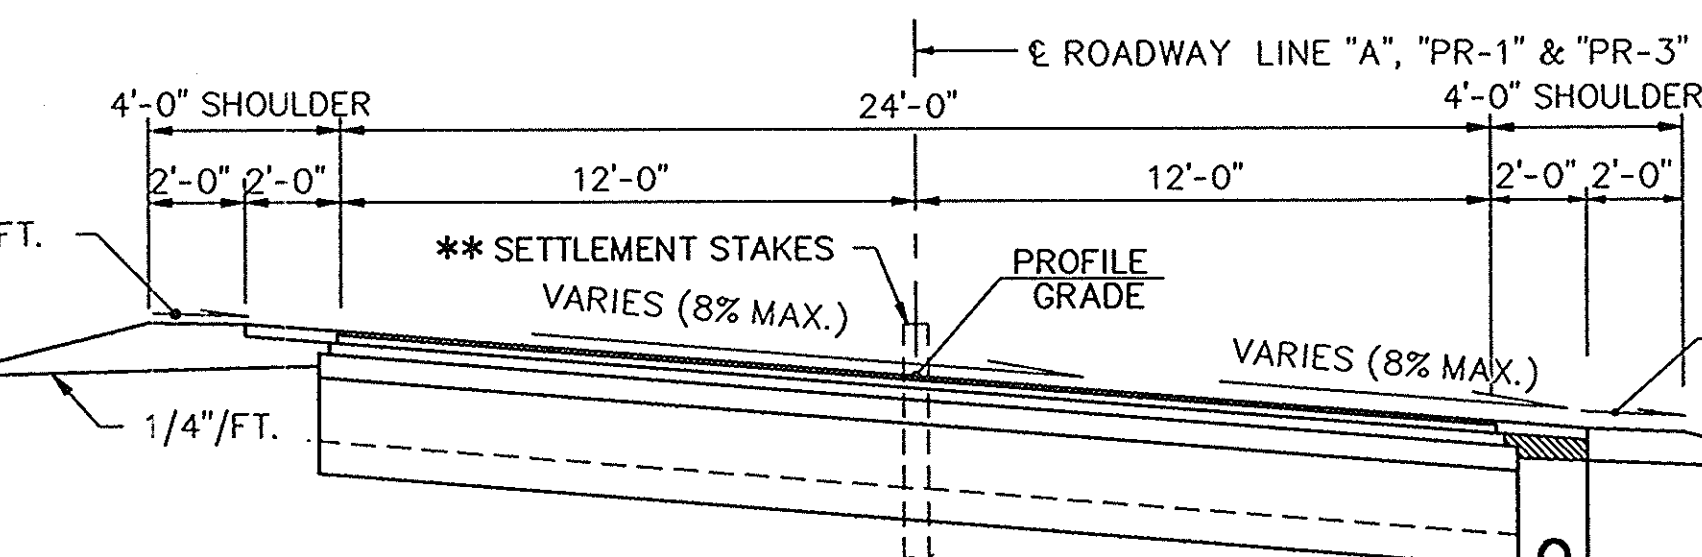 ℄ ROADWAY LINE "A", "PR-1" & "PR-3"
4'-0" SHOULDER
24'-0"
4'-0" SHOULDER
2'-0"
2'-0"
12'-0"
12'-0"
2'-0"
2'-0"
FT.
** SETTLEMENT STAKES
PROFILE
GRADE
VARIES (8% MAX.)
VARIES (8% MAX.)
1/4"/FT.